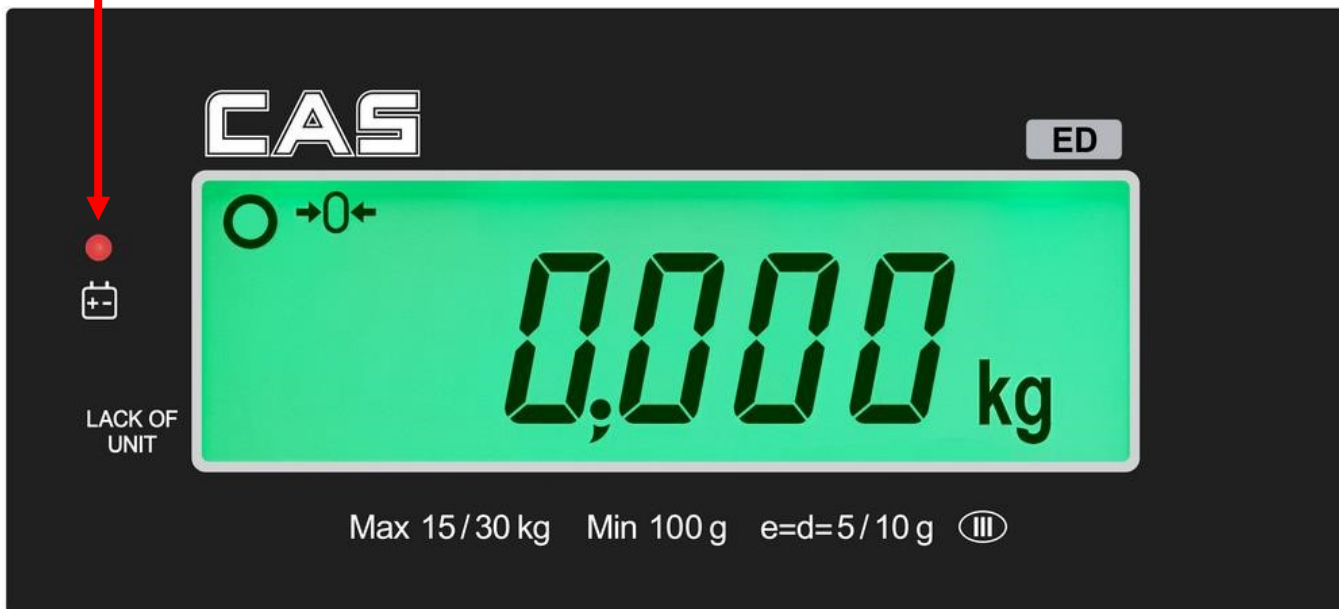 CAS
ED
→0←
0,000 kg
+-
LACK OF
UNIT
Max 15/30 kg Min 100 g e=d=5/10 g III